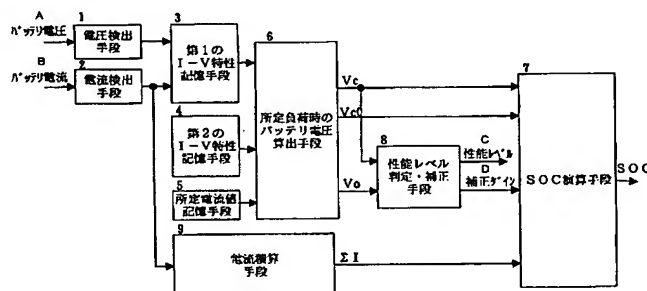 A
バッテリ電圧
1
電圧検出
手段
B
バッテリ電流
2
電流検出
手段
3
第1の
I-V特性
記憶手段
4
第2の
I-V特性
記憶手段
5
所定電流値
記憶手段
6
所定負荷時の
バッテリ電圧
算出手段
Vc
Vc0
Vo
8
性能レベル
判定・補正
手段
C
性能レベル
D
補正ゲイン
7
SOC演算手段
SOC
9
電流積算
手段
ΣI